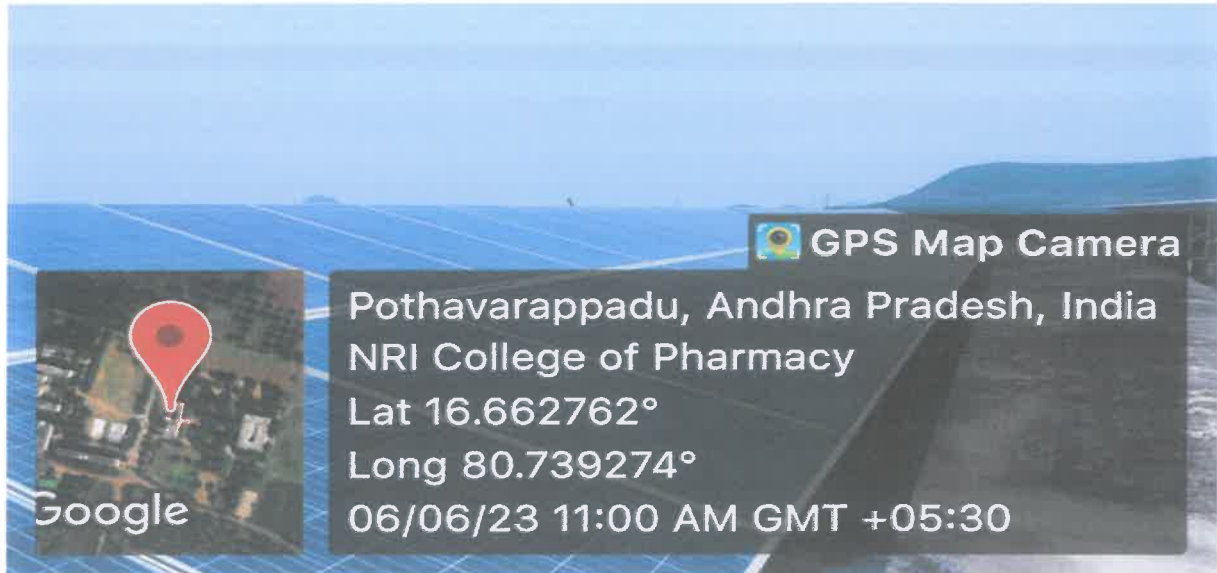 GPS Map Camera
Pothavarappadu, Andhra Pradesh, India
NRI College of Pharmacy
Lat 16.662762°
Long 80.739274°
06/06/23 11:00 AM GMT +05:30
Google